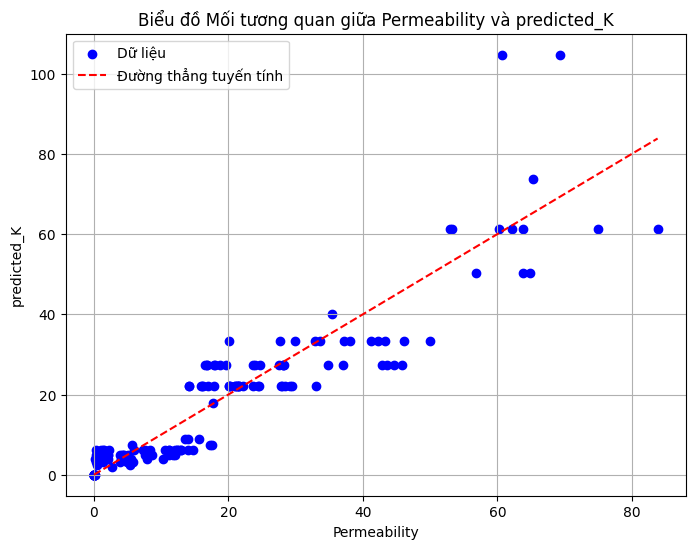 Biểu đồ Mối tương quan giữa Permeability và predicted_K
Dữ liệu
Đường thẳng tuyến tính
100
80
60
40
20
0
predicted_K
0 20 40 60 80
Permeability